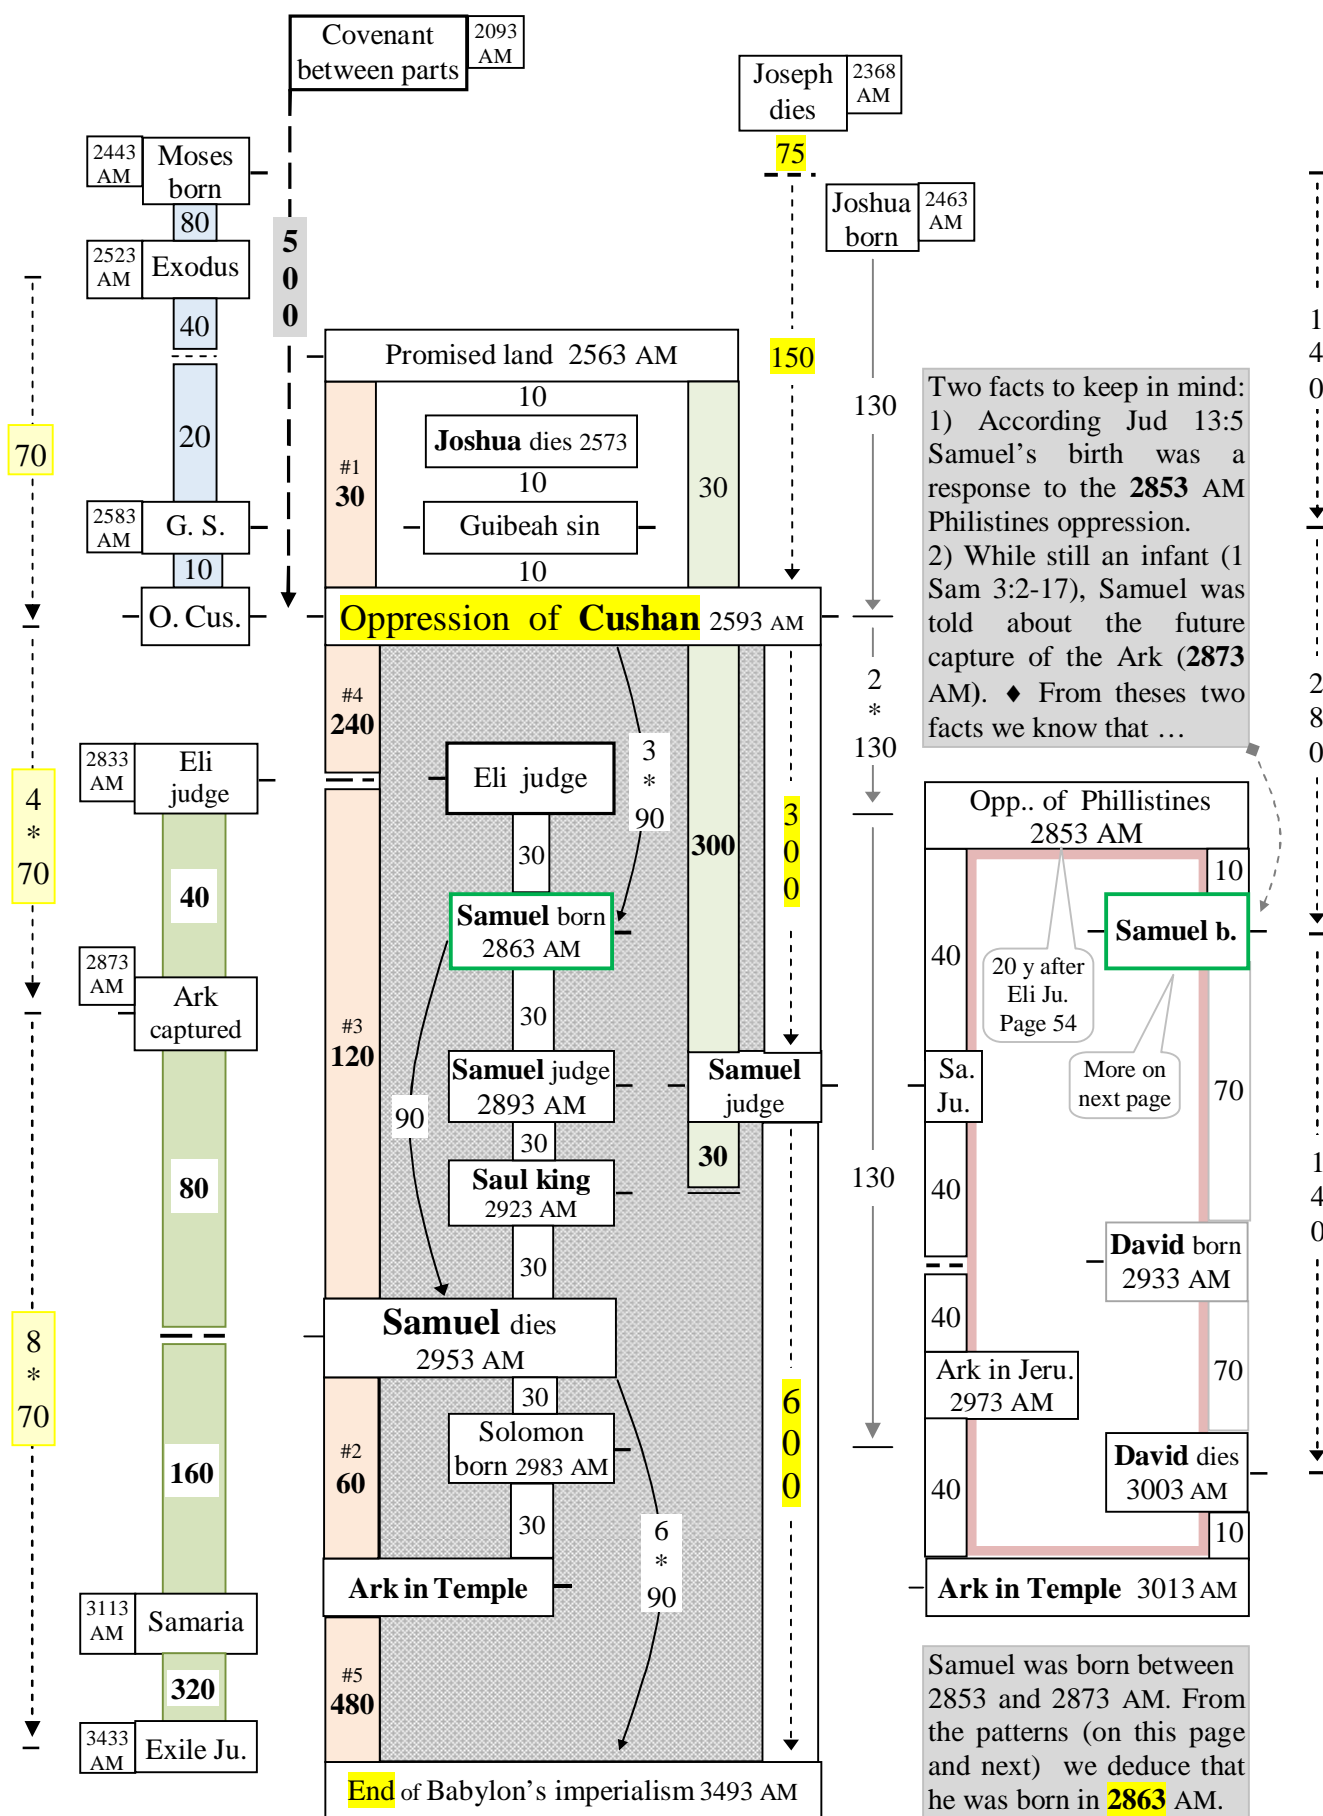 Covenant
between parts
2093
AM
Joseph
dies
2368
AM
75
2443
AM
Moses
born
80
Joshua
born
2463
AM
2523
AM
Exodus
5
0
0
40
Promised land 2563 AM
150
1
4
0
10
130
Two facts to keep in mind:
1) According Jud 13:5
Samuel’s birth was a
response to the 2853 AM
Philistines oppression.
2) While still an infant (1
Sam 3:2-17), Samuel was
told about the future
capture of the Ark (2873
AM). ♦ From theses two
facts we know that …
70
20
Joshua dies 2573
#1
30
10
30
2583
AM
G. S.
Guibeah sin
10
10
O. Cus.
Oppression of Cushan 2593 AM
#4
240
2
*
130
2
8
0
2833
AM
Eli
judge
Eli judge
3
*
90
Opp.. of Phillistines
2853 AM
4
*
70
3
0
0
300
30
10
40
Samuel born
2863 AM
Samuel b.
40
20 y after
Eli Ju.
Page 54
2873
AM
Ark
captured
30
#3
120
Samuel judge
2893 AM
Samuel
judge
Sa.
Ju.
More on
next page
70
90
30
30
80
Saul king
2923 AM
130
40
1
4
0
30
David born
2933 AM
Samuel dies
2953 AM
40
8
*
70
30
Ark in Jeru.
2973 AM
70
6
0
0
Solomon
born 2983 AM
#2
60
160
David dies
3003 AM
40
30
6
*
90
10
Ark in Temple
Ark in Temple 3013 AM
3113
AM
Samaria
#5
480
320
Samuel was born between
2853 and 2873 AM. From
the patterns (on this page
and next) we deduce that
he was born in 2863 AM.
3433
AM
Exile Ju.
End of Babylon’s imperialism 3493 AM